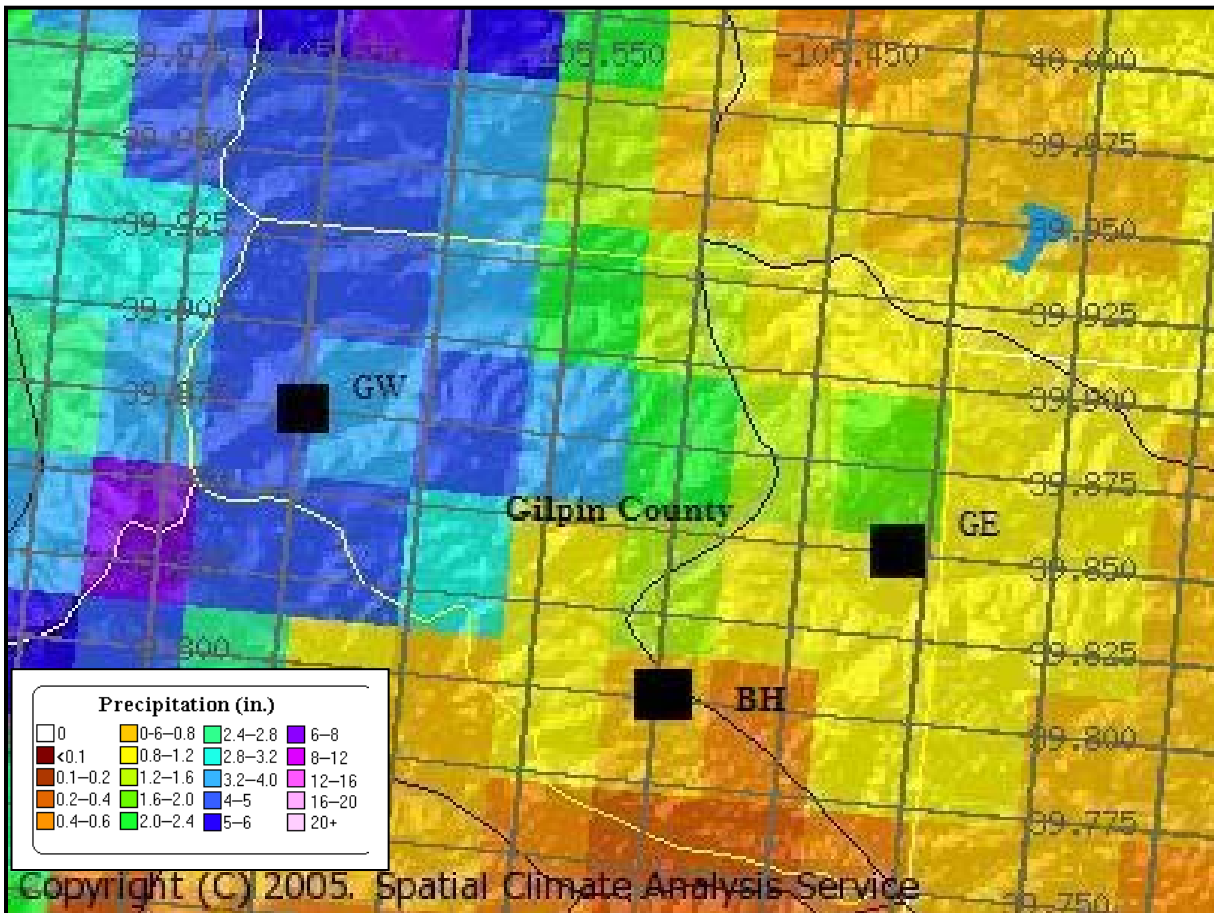 39.975 -105.550 -105.450 40.000
39.950 39.975
39.925 39.950
39.90 39.925
GW 39.900
39.875
Gilpin County GE
39.850
39.825
BH
39.800
39.775
39.750
Precipitation (in.)
0 0-6-0.8 2.4-2.8 6-8
<0.1 0.8-1.2 2.8-3.2 8-12
0.1-0.2 1.2-1.6 3.2-4.0 12-16
0.2-0.4 1.6-2.0 4-5 16-20
0.4-0.6 2.0-2.4 5-6 20+
Copyright (C) 2005. Spatial Climate Analysis Service